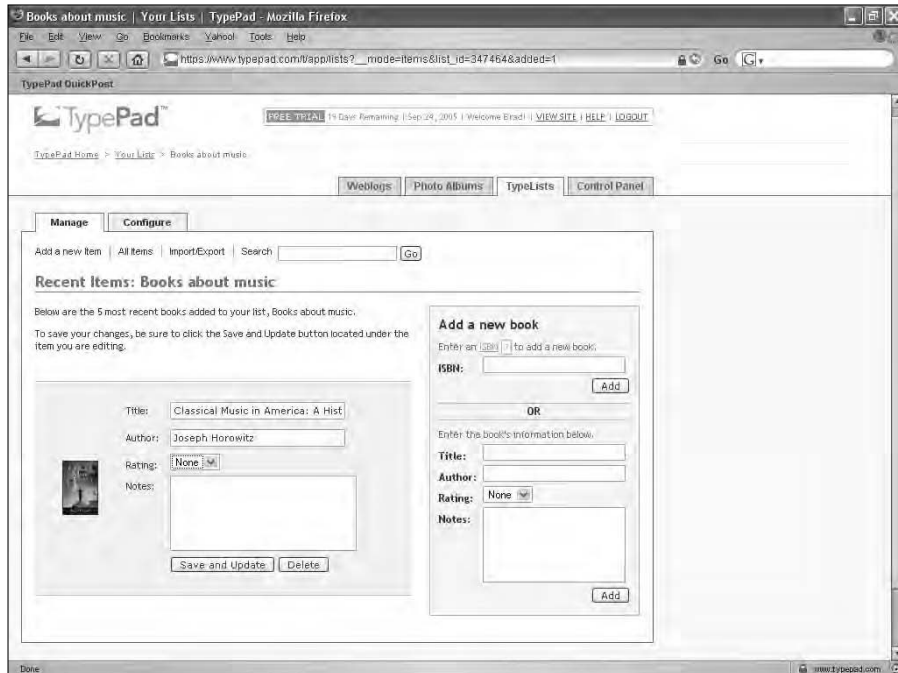 Books about music | Your Lists | TypePad - Mozilla Firefox
File Edit View Go Bookmarks Yahoo! Tools Help
https://www.typepad.com/t/app/lists?__mode=items&list_id=347464&added=1
Go
TypePad QuickPost
TypePad™
FREE TRIAL 19 Days Remaining | Sep 24, 2005 | Welcome Elrad! | VIEW SITE | HELP | LOGOUT
TypePad Home > Your Lists > Books about music
Weblogs Photo Albums TypeLists Control Panel
Manage Configure
Add a new Item | All Items | Import/Export | Search Go
Recent Items: Books about music
Below are the 5 most recent books added to your list, Books about music.
To save your changes, be sure to click the Save and Update button located under the
item you are editing.
Title: Classical Music in America: A Hist
Author: Joseph Horowitz
Rating: None
Notes:
Save and Update Delete
Add a new book
Enter an ISBN ? to add a new book.
ISBN:
Add
OR
Enter the book's information below.
Title:
Author:
Rating: None
Notes:
Add
Done
www.typepad.com